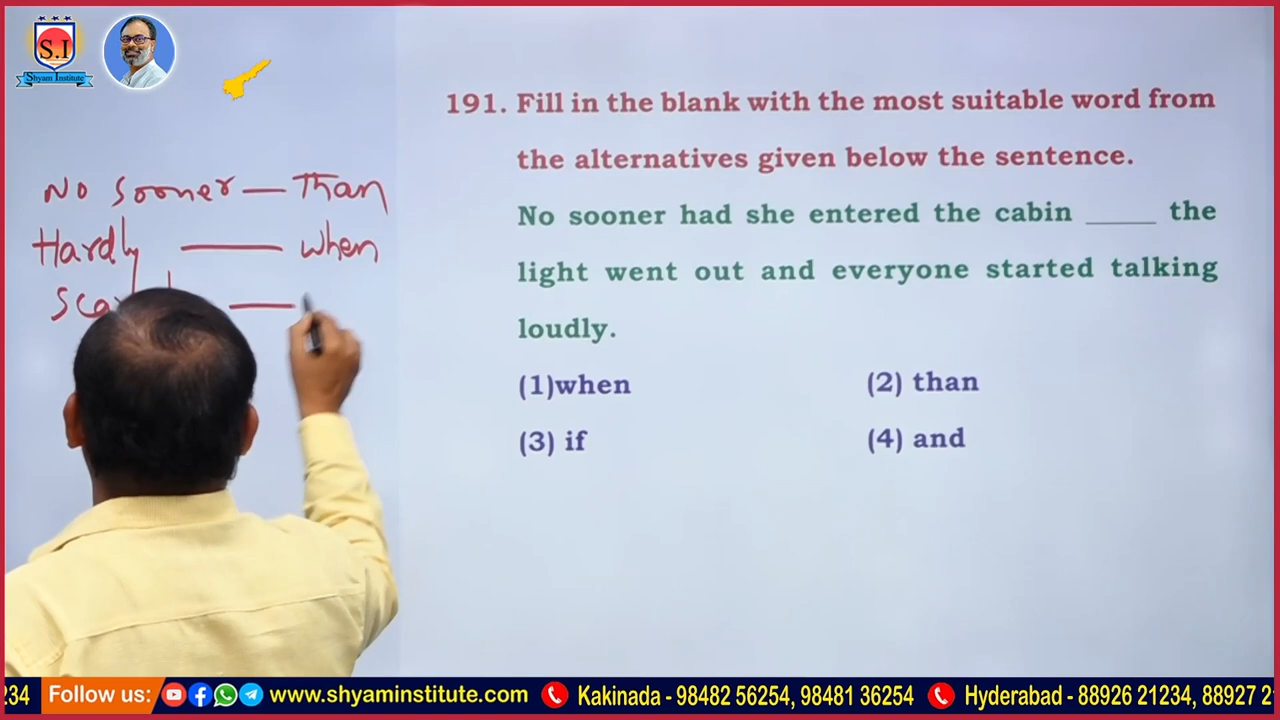 S.I
Shyam Institute
No Sooner — Than
Hardly — when
191. Fill in the blank with the most suitable word from
the alternatives given below the sentence.
No sooner had she entered the cabin _____ the
light went out and everyone started talking
loudly.
(1)when (2) than
(3) if (4) and
234 Follow us: www.shyaminstitute.com Kakinada - 98482 56254, 98481 36254 Hyderabad - 88926 21234, 88927 2